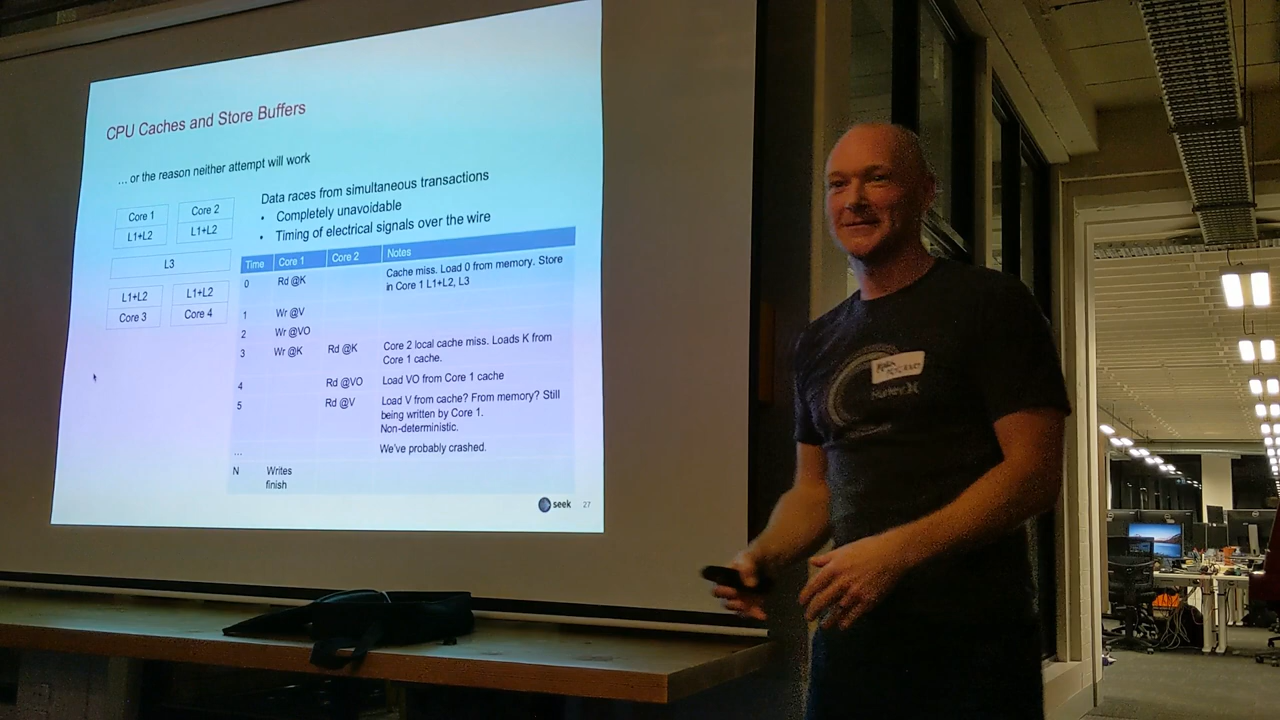 CPU Caches and Store Buffers
… or the reason neither attempt will work
Data races from simultaneous transactions
• Completely unavoidable
• Timing of electrical signals over the wire
Core 1 Core 2
L1+L2 L1+L2
L3
L1+L2 L1+L2
Core 3 Core 4
Time Core 1 Core 2 Notes
0 Rd @K Cache miss. Load 0 from memory. Store
in Core 1 L1+L2, L3
1 Wr @V
2 Wr @VO
3 Wr @K Rd @K Core 2 local cache miss. Loads K from
Core 1 cache.
4 Rd @VO Load VO from Core 1 cache
5 Rd @V Load V from cache? From memory? Still
being written by Core 1.
Non-deterministic.
… We've probably crashed.
N Writes
finish
seek 27
Hurley